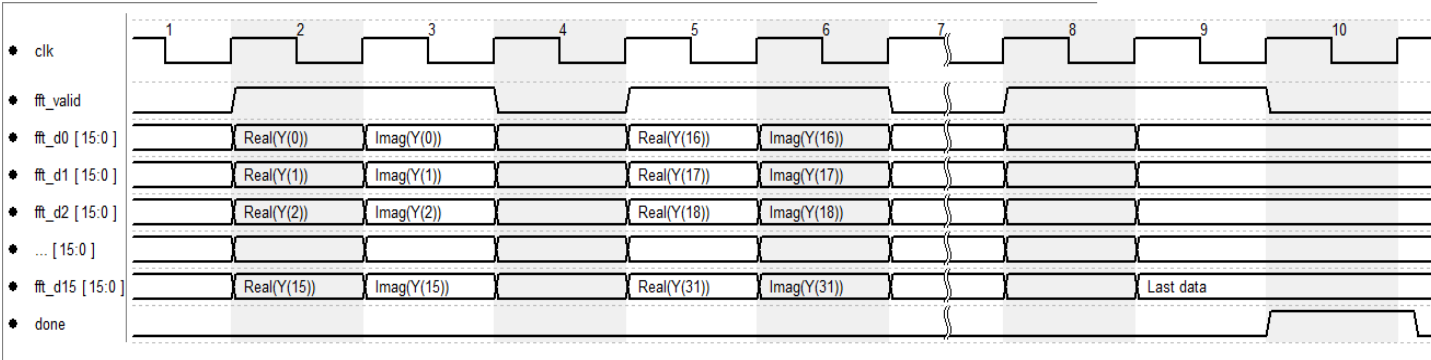 1 2 3 4 5 6 7 8 9 10
clk
fft_valid
fft_d0 [15:0 ] Real(Y(0)) Imag(Y(0)) Real(Y(16)) Imag(Y(16))
fft_d1 [15:0 ] Real(Y(1)) Imag(Y(1)) Real(Y(17)) Imag(Y(17))
fft_d2 [15:0 ] Real(Y(2)) Imag(Y(2)) Real(Y(18)) Imag(Y(18))
... [15:0 ]
fft_d15 [15:0 ] Real(Y(15)) Imag(Y(15)) Real(Y(31)) Imag(Y(31)) Last data
done